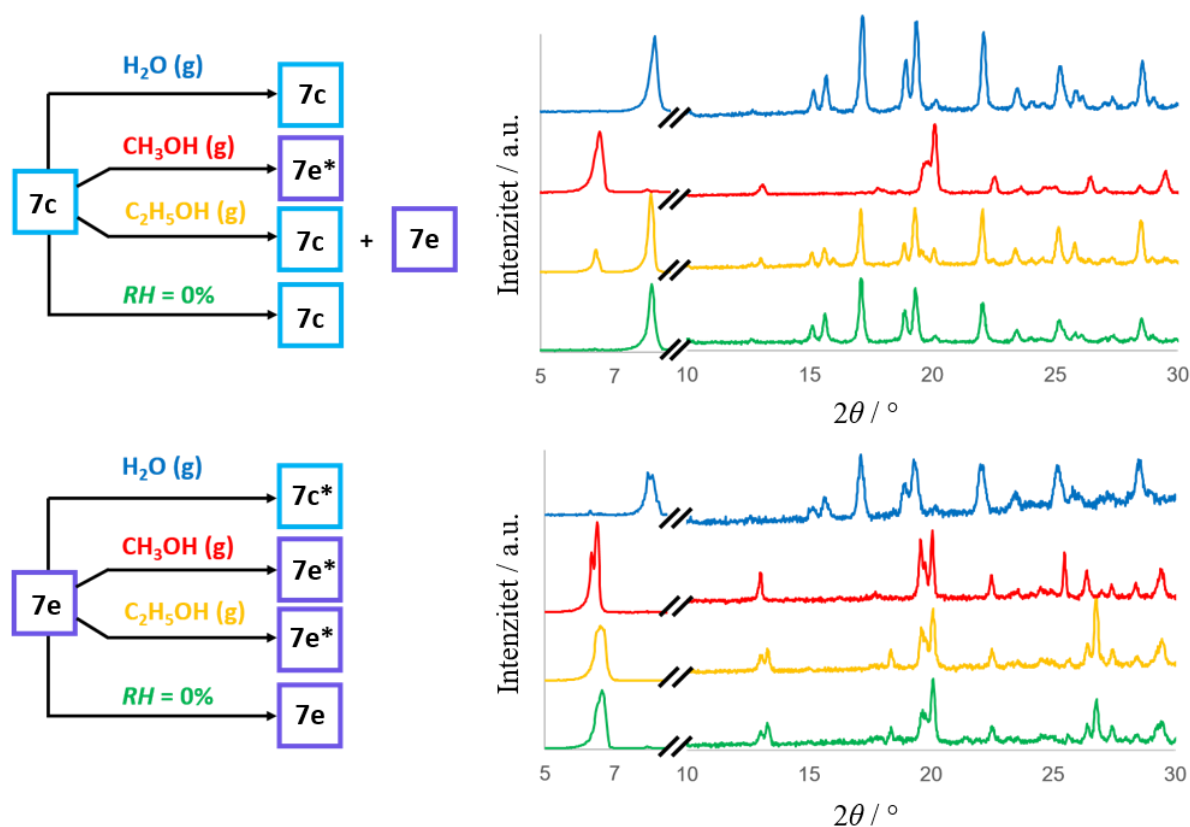 H₂O (g)
7c
CH₃OH (g)
7e*
7c
C₂H₅OH (g)
7c + 7e
RH = 0%
7c
Intenzitet / a.u.
5 7 10 15 20 25 30
2θ / °
H₂O (g)
7c*
CH₃OH (g)
7e*
7e
C₂H₅OH (g)
7e*
RH = 0%
7e
Intenzitet / a.u.
5 7 10 15 20 25 30
2θ / °